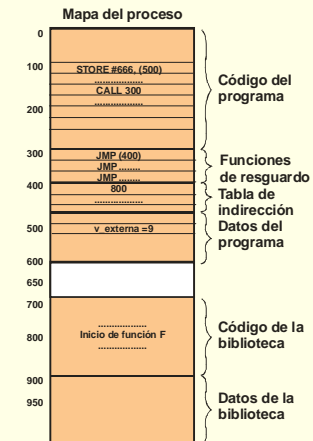 Mapa del proceso
0
100
STORE #666, (500)
...................
CALL 300
...................
Código del
programa
200
300
JMP (400)
JMP........
JMP........
Funciones
de resguardo
400
800
...................
Tabla de
indirección
500
v_externa =9
Datos del
programa
600
650
700
...................
Inicio de función F
...................
800
Código de la
biblioteca
900
950
Datos de la
biblioteca